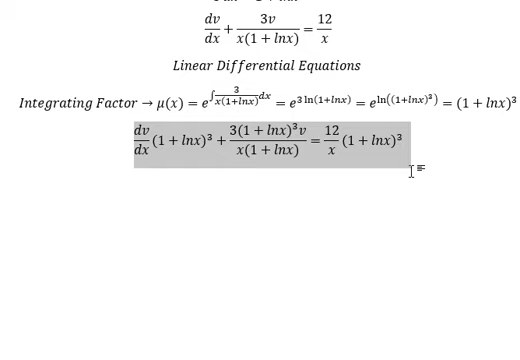 dv/dx + 3v/x(1 + lnx) = 12/x
Linear Differential Equations
Integrating Factor → μ(x) = e^∫3/x(1+lnx)dx = e^3 ln(1+lnx) = e^ln((1+lnx)^3) = (1 + lnx)^3
dv/dx (1 + lnx)^3 + 3(1 + lnx)^3v/x(1 + lnx) = 12/x (1 + lnx)^3